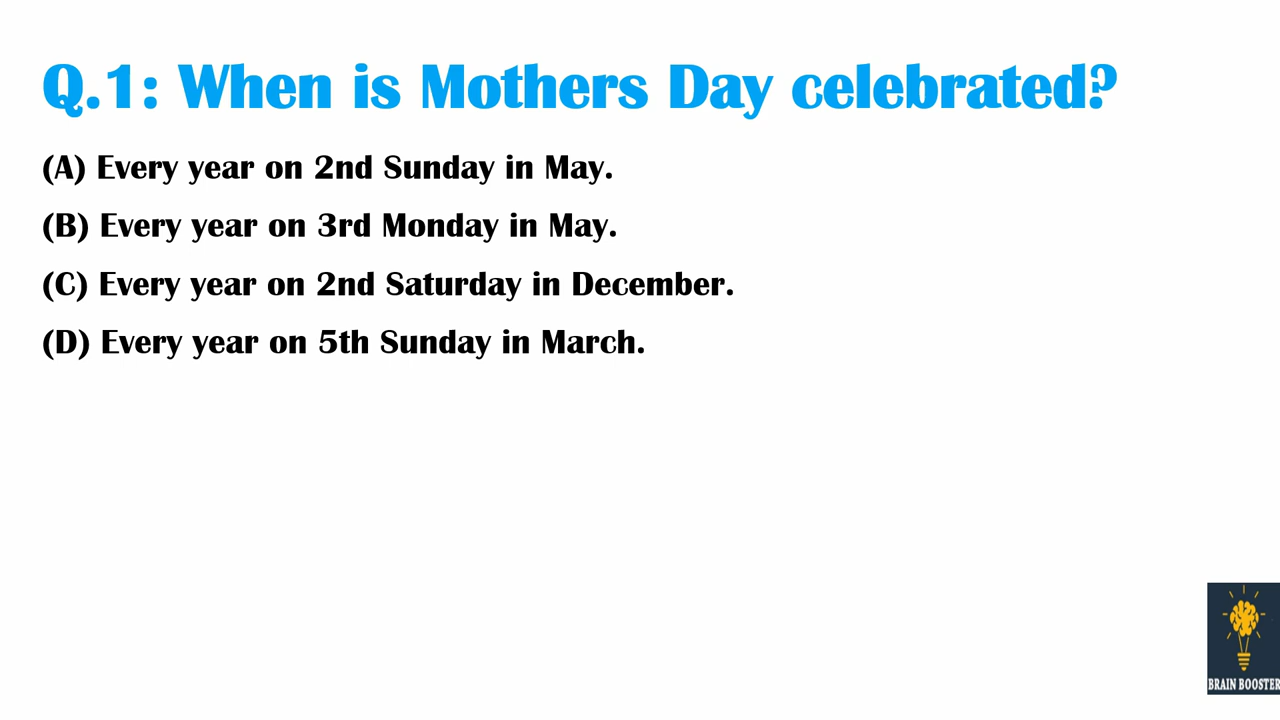 Q.1: When is Mothers Day celebrated?
(A) Every year on 2nd Sunday in May.
(B) Every year on 3rd Monday in May.
(C) Every year on 2nd Saturday in December.
(D) Every year on 5th Sunday in March.
BRAIN BOOSTER